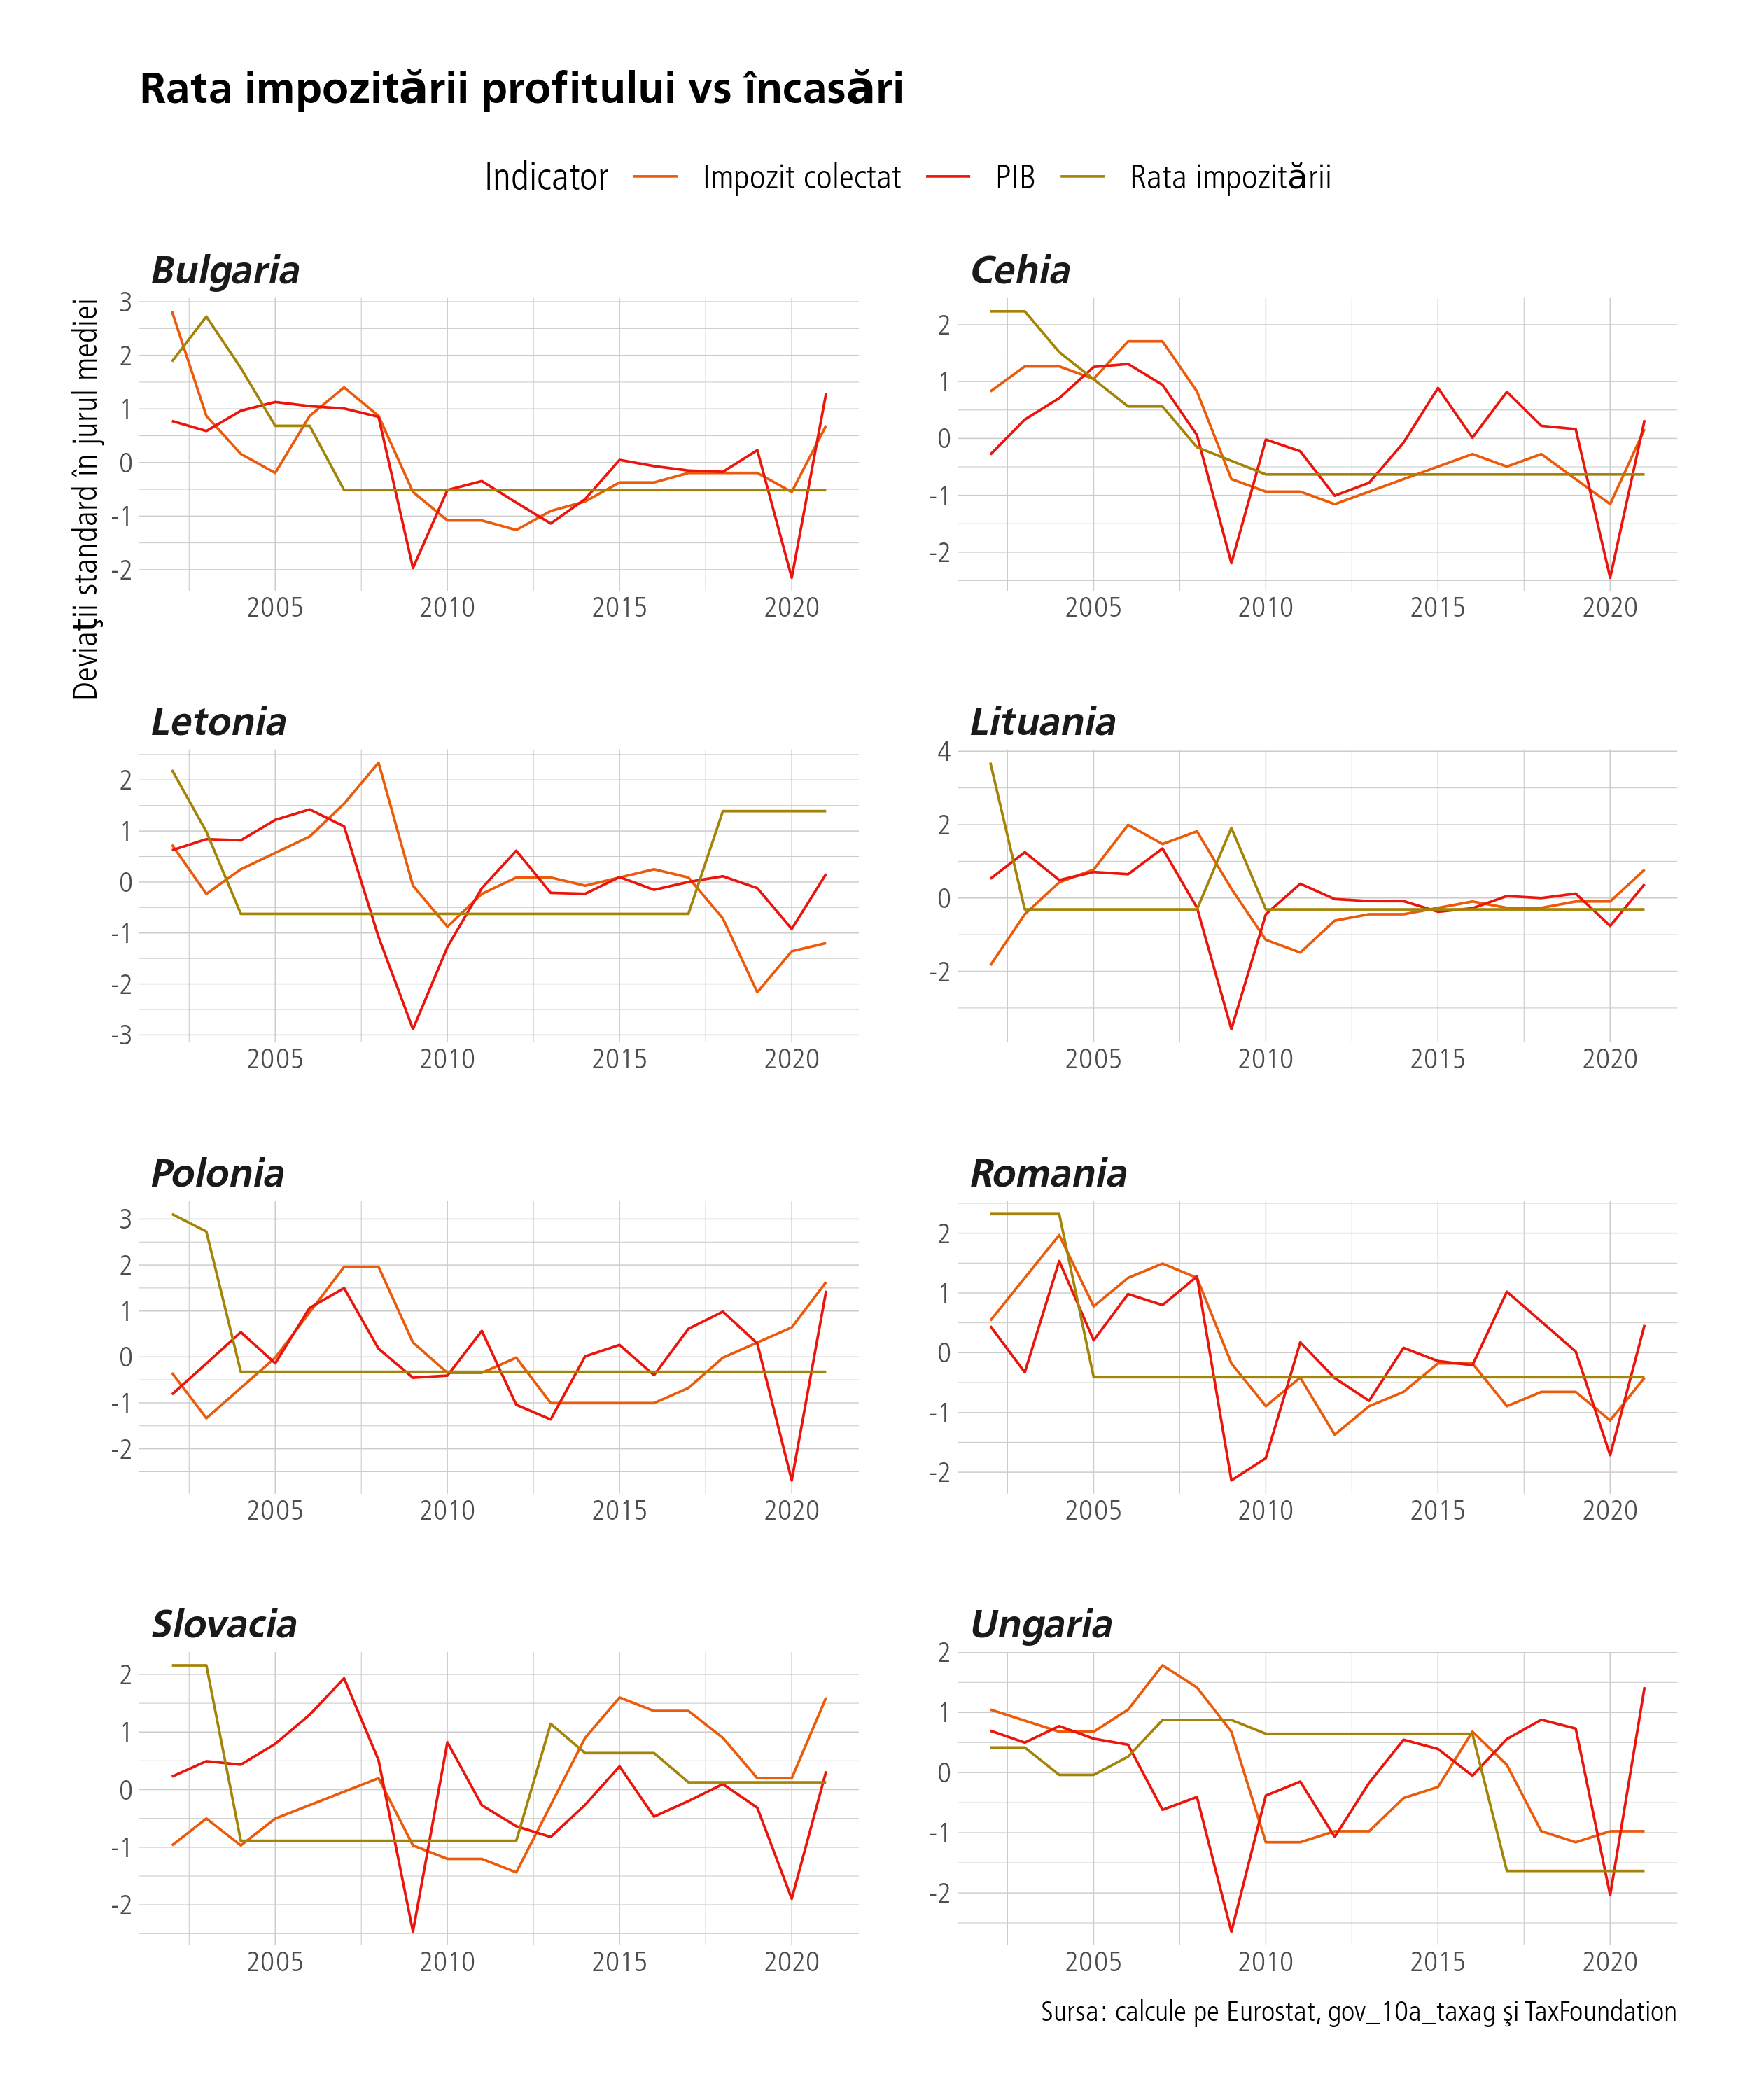 Rata impozitării profitului vs încasări
Indicator Impozit colectat PIB Rata impozitării
Deviaţii standard în jurul mediei
Bulgaria
3
2
1
0
-1
-2
2005 2010 2015 2020
Cehia
2
1
0
-1
-2
2005 2010 2015 2020
Letonia
2
1
0
-1
-2
-3
2005 2010 2015 2020
Lituania
4
2
0
-2
2005 2010 2015 2020
Polonia
3
2
1
0
-1
-2
2005 2010 2015 2020
Romania
2
1
0
-1
-2
2005 2010 2015 2020
Slovacia
2
1
0
-1
-2
2005 2010 2015 2020
Ungaria
2
1
0
-1
-2
2005 2010 2015 2020
Sursa: calcule pe Eurostat, gov_10a_taxag şi TaxFoundation